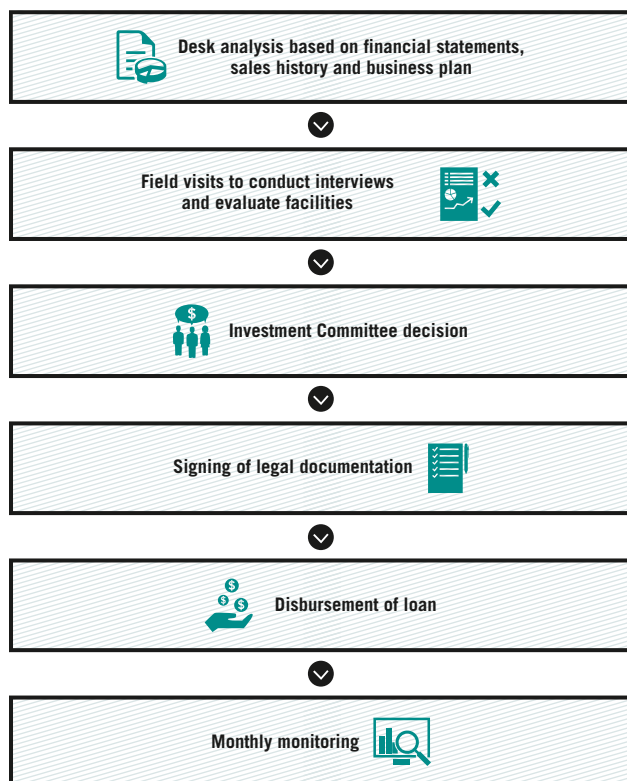 Desk analysis based on financial statements,
sales history and business plan
Field visits to conduct interviews
and evaluate facilities
$
Investment Committee decision
Signing of legal documentation
$
$ $
Disbursement of loan
Monthly monitoring